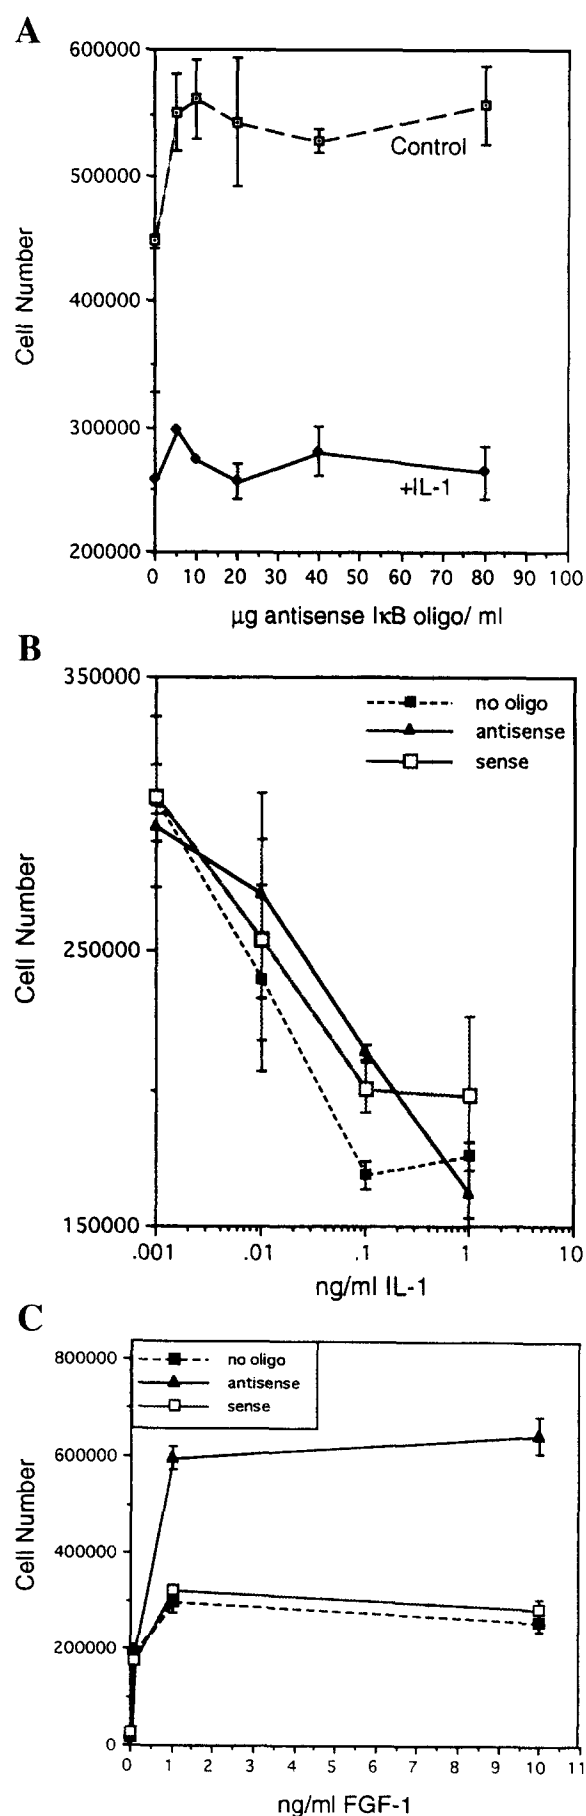 A
600000
500000
400000
300000
200000
Cell Number
Control
+IL-1
0 10 20 30 40 50 60 70 80 90 100
μg antisense IκB oligo/ ml
B
350000
250000
150000
Cell Number
no oligo
antisense
sense
.001 .01 .1 1 10
ng/ml IL-1
C
800000
600000
400000
200000
0
Cell Number
no oligo
antisense
sense
0 1 2 3 4 5 6 7 8 9 10 11
ng/ml FGF-1